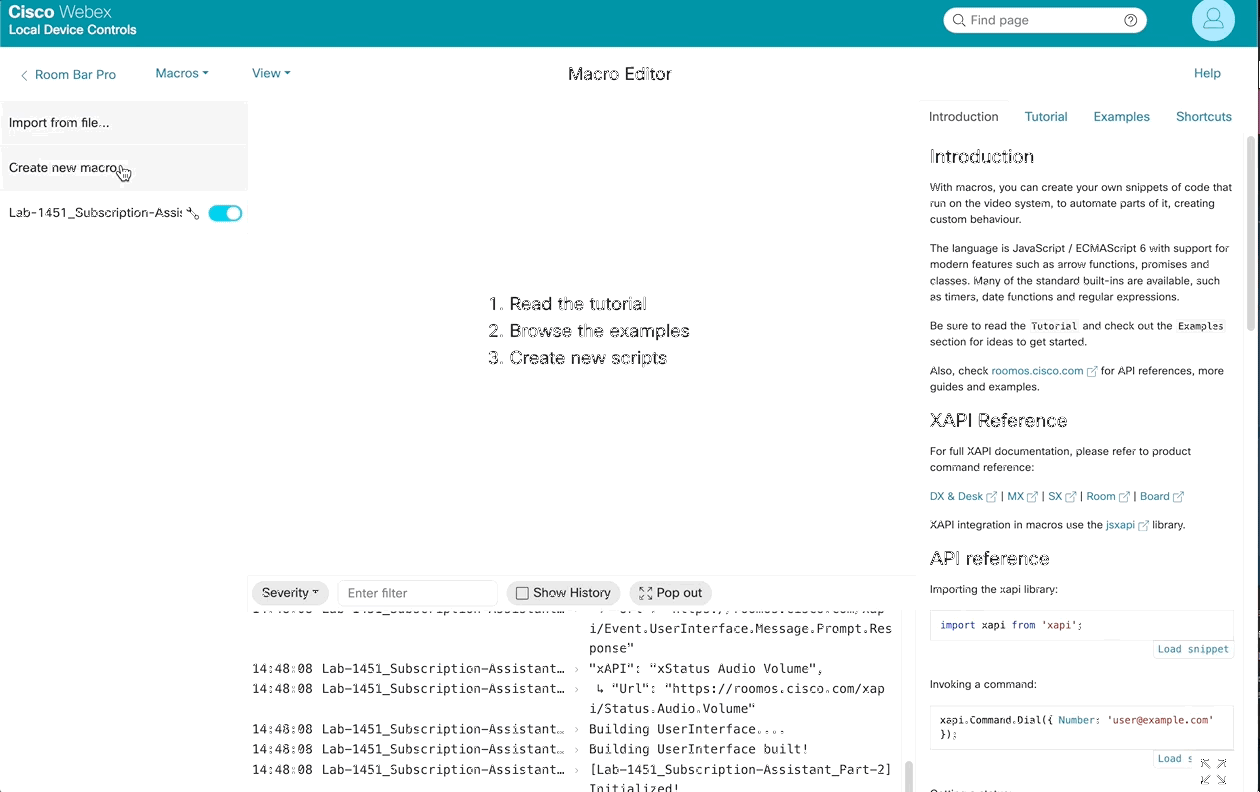 Cisco Webex
Local Device Controls
Find page
Room Bar Pro
Macros
View
Macro Editor
Help
Import from file...
Create new macro
Lab-1451_Subscription-Assis
1. Read the tutorial
2. Browse the examples
3. Create new scripts
Severity
Enter filter
Show History
Pop out
14:48:08 Lab-1451_Subscription-Assistant… › ↳ "Url": "https://roomos.cisco.com/xap
i/Event.UserInterface.Message.Prompt.Res
ponse"
14:48:08 Lab-1451_Subscription-Assistant… › "xAPI": "xStatus Audio Volume",
14:48:08 Lab-1451_Subscription-Assistant… › ↳ "Url": "https://roomos.cisco.com/xap
i/Status.Audio.Volume"
14:48:08 Lab-1451_Subscription-Assistant… › Building UserInterface....
14:48:08 Lab-1451_Subscription-Assistant… › Building UserInterface built!
14:48:08 Lab-1451_Subscription-Assistant… › [Lab-1451_Subscription-Assistant_Part-2]
Initialized!
Introduction
Tutorial
Examples
Shortcuts
Introduction
With macros, you can create your own snippets of code that
run on the video system, to automate parts of it, creating
custom behaviour.
The language is JavaScript / ECMAScript 6 with support for
modern features such as arrow functions, promises and
classes. Many of the standard built-ins are available, such
as timers, date functions and regular expressions.
Be sure to read the Tutorial and check out the Examples
section for ideas to get started.
Also, check roomos.cisco.com for API references, more
guides and examples.
XAPI Reference
For full XAPI documentation, please refer to product
command reference:
DX & Desk | MX | SX | Room | Board
XAPI integration in macros use the jsxapi library.
API reference
Importing the xapi library:
import xapi from 'xapi';
Load snippet
Invoking a command:
xapi.Command.Dial({ Number: 'user@example.com'
});
Load s